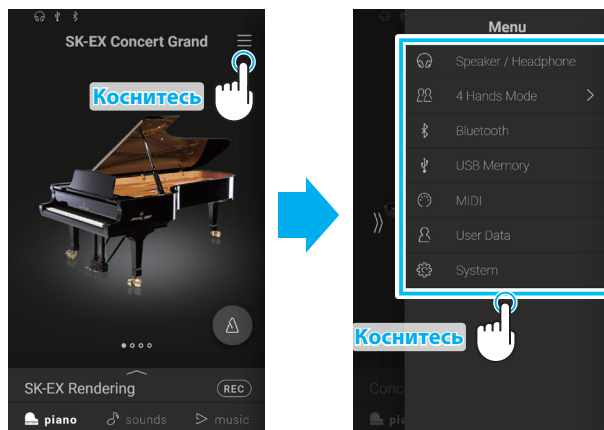 SK-EX Concert Grand
Коснитесь
SK-EX Rendering
REC
piano
sounds
music
Menu
Speaker / Headphone
4 Hands Mode
Bluetooth
USB Memory
MIDI
User Data
System
Коснитесь
Conc
pia